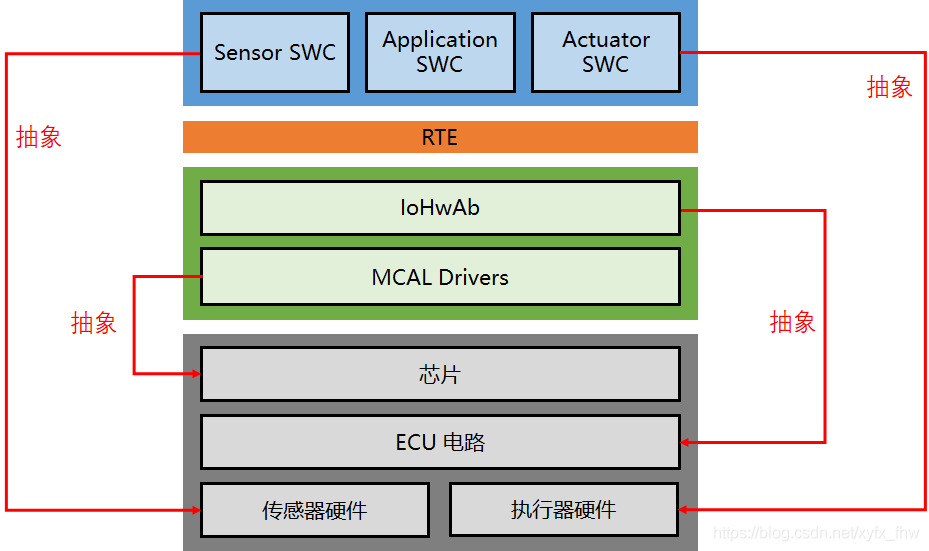 Sensor SWC
Application
SWC
Actuator
SWC
抽象
抽象
RTE
IoHwAb
MCAL Drivers
抽象
抽象
芯片
ECU 电路
传感器硬件
执行器硬件
https://blog.csdn.net/xyfx_fhw